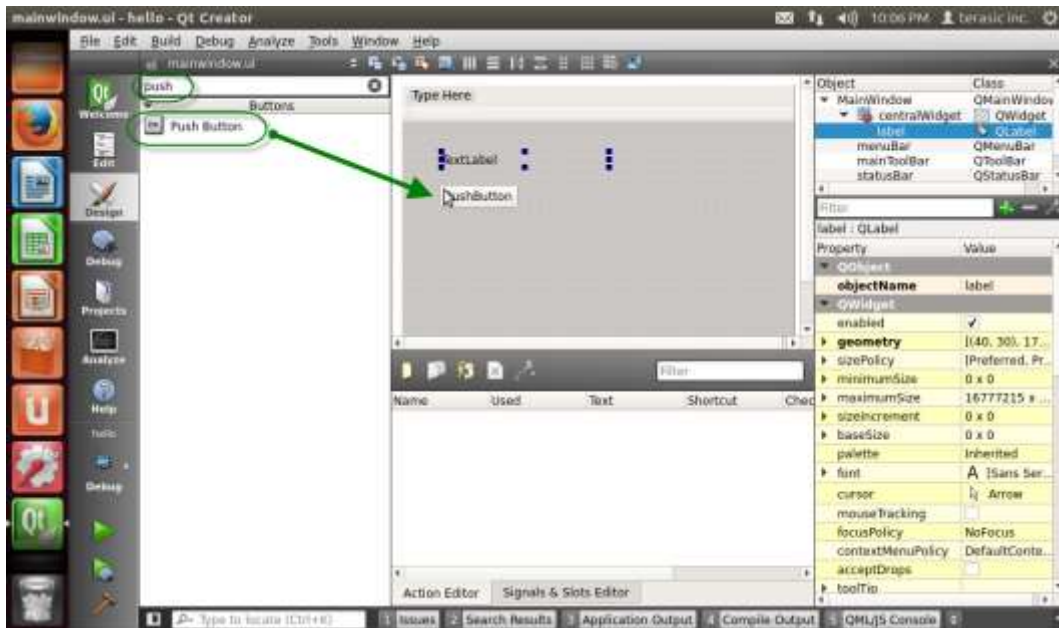 mainwindow.ui - hello - Qt Creator
10:06 PM terasic inc.
File Edit Build Debug Analyze Tools Window Help
mainwindow.ui
Qt
Welcome
Edit
Design
Debug
Projects
Analyze
Help
hello
Debug
push
Buttons
OK Push Button
Type Here
TextLabel
PushButton
Filter
Name Used Text Shortcut Chec
Action Editor Signals & Slots Editor
Object Class
MainWindow QMainWindow
centralWidget QWidget
label QLabel
menuBar QMenuBar
mainToolBar QToolBar
statusBar QStatusBar
Filter
label : QLabel
Property Value
QObject
objectName label
QWidget
enabled
geometry [(40, 30), 17...
sizePolicy [Preferred, Pr...
minimumSize 0 x 0
maximumSize 16777215 x ...
sizeIncrement 0 x 0
baseSize 0 x 0
palette Inherited
font A [Sans Ser...
cursor Arrow
mouseTracking
focusPolicy NoFocus
contextMenuPolicy DefaultConte...
acceptDrops
toolTip
Type to locate (Ctrl+K)
1 Issues 2 Search Results 3 Application Output 4 Compile Output 5 QML/JS Console